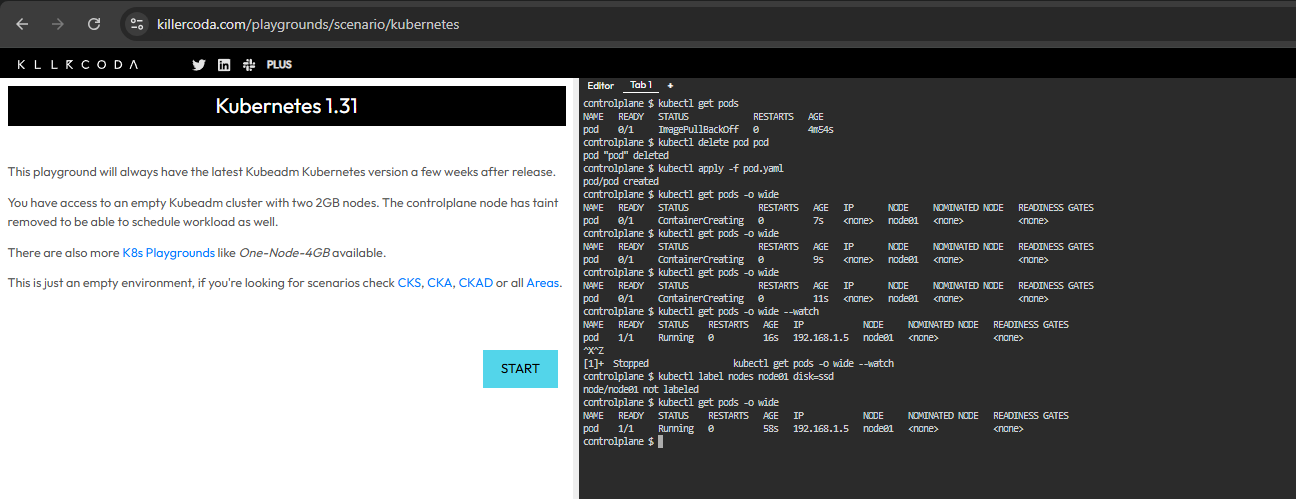 killercoda.com/playgrounds/scenario/kubernetes
KLLRCODA PLUS
Kubernetes 1.31
This playground will always have the latest Kubeadm Kubernetes version a few weeks after release.
You have access to an empty Kubeadm cluster with two 2GB nodes. The controlplane node has taint
removed to be able to schedule workload as well.
There are also more K8s Playgrounds like One-Node-4GB available.
This is just an empty environment, if you're looking for scenarios check CKS, CKA, CKAD or all Areas.
START
Editor Tab 1 +
controlplane $ kubectl get pods
NAME READY STATUS RESTARTS AGE
pod 0/1 ImagePullBackOff 0 4m54s
controlplane $ kubectl delete pod pod
pod "pod" deleted
controlplane $ kubectl apply -f pod.yaml
pod/pod created
controlplane $ kubectl get pods -o wide
NAME READY STATUS RESTARTS AGE IP NODE NOMINATED NODE READINESS GATES
pod 0/1 ContainerCreating 0 7s <none> node01 <none> <none>
controlplane $ kubectl get pods -o wide
NAME READY STATUS RESTARTS AGE IP NODE NOMINATED NODE READINESS GATES
pod 0/1 ContainerCreating 0 9s <none> node01 <none> <none>
controlplane $ kubectl get pods -o wide
NAME READY STATUS RESTARTS AGE IP NODE NOMINATED NODE READINESS GATES
pod 0/1 ContainerCreating 0 11s <none> node01 <none> <none>
controlplane $ kubectl get pods -o wide --watch
NAME READY STATUS RESTARTS AGE IP NODE NOMINATED NODE READINESS GATES
pod 1/1 Running 0 16s 192.168.1.5 node01 <none> <none>
^X^Z
[1]+ Stopped kubectl get pods -o wide --watch
controlplane $ kubectl label nodes node01 disk=ssd
node/node01 not labeled
controlplane $ kubectl get pods -o wide
NAME READY STATUS RESTARTS AGE IP NODE NOMINATED NODE READINESS GATES
pod 1/1 Running 0 58s 192.168.1.5 node01 <none> <none>
controlplane $